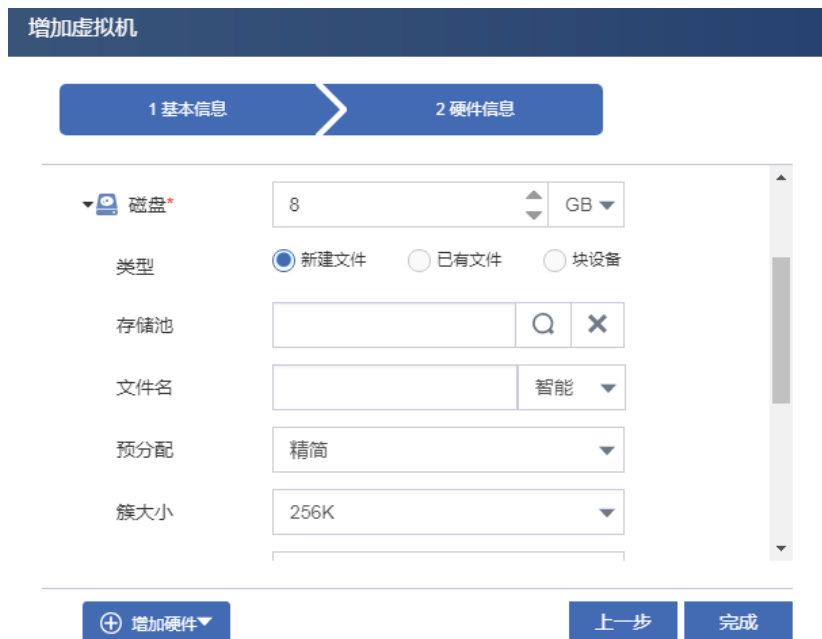 增加虚拟机
1 基本信息 2 硬件信息
磁盘* 8 GB
类型 新建文件 已有文件 块设备
存储池
文件名 智能
预分配 精简
簇大小 256K
增加硬件 上一步 完成